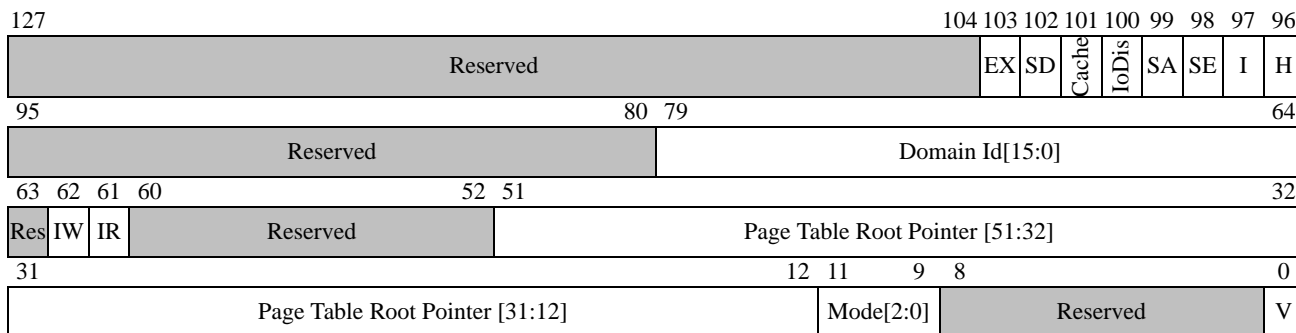 127 104 103 102 101 100 99 98 97 96
Reserved EX SD Cache IoDis SA SE I H
95 80 79 64
Reserved Domain Id[15:0]
63 62 61 60 52 51 32
Res IW IR Reserved Page Table Root Pointer [51:32]
31 12 11 9 8 0
Page Table Root Pointer [31:12] Mode[2:0] Reserved V